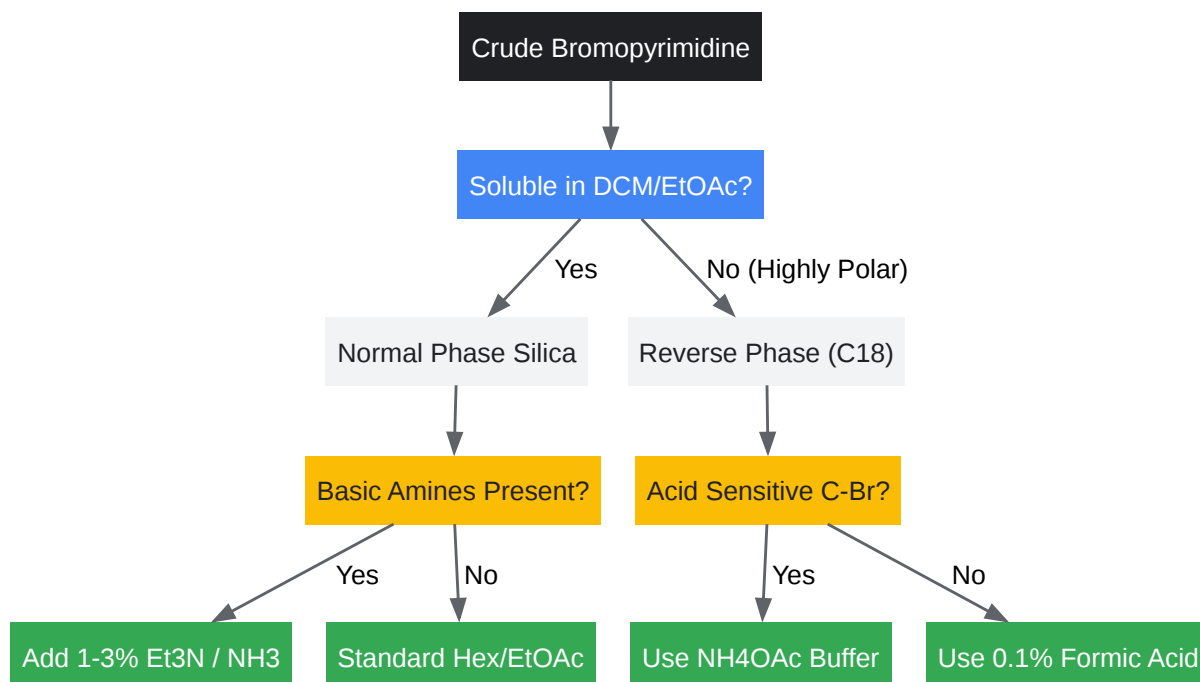 Crude Bromopyrimidine
Soluble in DCM/EtOAc?
Yes
No (Highly Polar)
Normal Phase Silica
Reverse Phase (C18)
Basic Amines Present?
Acid Sensitive C-Br?
Yes
No
Yes
No
Add 1-3% Et3N / NH3
Standard Hex/EtOAc
Use NH4OAc Buffer
Use 0.1% Formic Acid